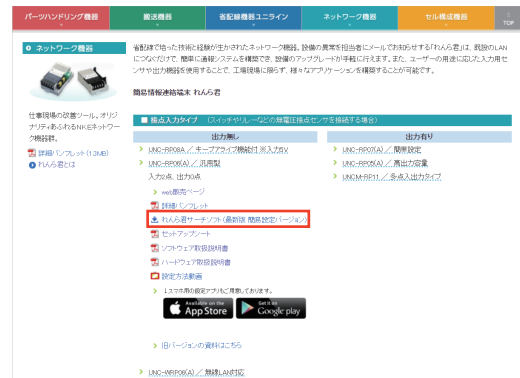 パーツハンドリング機器
搬送機器
省配線機器ユニライン
ネットワーク機器
セル構成機器
TOP
ネットワーク機器
省配線で培った技術と経験が生かされたネットワーク機器。設備の異常を担当者にメールでお知らせする「れんら君」は、既設のLAN
につなぐだけで、簡単に通報システムを構築でき、設備のアップグレードが手軽に行えます。また、ユーザーの用途に応じた入力用セ
ンサや出力機器を使用することで、工場現場に限らず、様々なアプリケーションを構築することが可能です。
簡易情報連絡端末 れんら君
仕事現場の改善ツール。オリジ
ナリティあふれるNKEネットワー
ク機器群。
詳細パンフレット(1.3MB)
れんら君とは
■ 接点入力タイプ (スイッチやリレーなどの無電圧接点センサを接続する場合)
出力無し
出力有り
UNC-RP08A/キープアライブ機能付 ※入力5V
UNC-RP07(A)/簡単設定
UNC-RP06(A)/汎用型
UNC-RP05(A)/高出力容量
入力2点、出力0点
UNCM-RP11/多点入出力タイプ
web販売ページ
詳細パンフレット
れんら君サーチソフト(最新版 簡易設定バージョン)
セットアップシート
ソフトウェア取扱説明書
ハードウェア取扱説明書
設定方法動画
↓スマホ用の設定アプリもご用意しております。
Available on the
App Store
Get it on
Google play
旧バージョンの資料はこちら
UNC-WRP06(A)/無線LAN対応